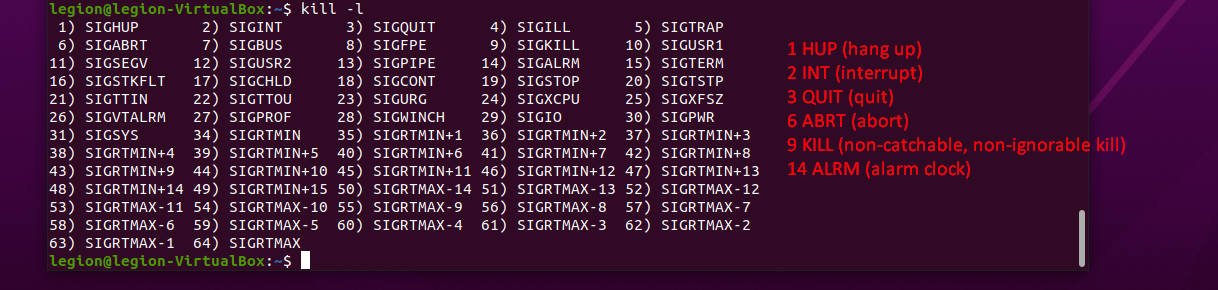 legion@legion-VirtualBox:~$ kill -l
1) SIGHUP 2) SIGINT 3) SIGQUIT 4) SIGILL 5) SIGTRAP
6) SIGABRT 7) SIGBUS 8) SIGFPE 9) SIGKILL 10) SIGUSR1
11) SIGSEGV 12) SIGUSR2 13) SIGPIPE 14) SIGALRM 15) SIGTERM
16) SIGSTKFLT 17) SIGCHLD 18) SIGCONT 19) SIGSTOP 20) SIGTSTP
21) SIGTTIN 22) SIGTTOU 23) SIGURG 24) SIGXCPU 25) SIGXFSZ
26) SIGVTALRM 27) SIGPROF 28) SIGWINCH 29) SIGIO 30) SIGPWR
31) SIGSYS 34) SIGRTMIN 35) SIGRTMIN+1 36) SIGRTMIN+2 37) SIGRTMIN+3
38) SIGRTMIN+4 39) SIGRTMIN+5 40) SIGRTMIN+6 41) SIGRTMIN+7 42) SIGRTMIN+8
43) SIGRTMIN+9 44) SIGRTMIN+10 45) SIGRTMIN+11 46) SIGRTMIN+12 47) SIGRTMIN+13
48) SIGRTMIN+14 49) SIGRTMIN+15 50) SIGRTMAX-14 51) SIGRTMAX-13 52) SIGRTMAX-12
53) SIGRTMAX-11 54) SIGRTMAX-10 55) SIGRTMAX-9 56) SIGRTMAX-8 57) SIGRTMAX-7
58) SIGRTMAX-6 59) SIGRTMAX-5 60) SIGRTMAX-4 61) SIGRTMAX-3 62) SIGRTMAX-2
63) SIGRTMAX-1 64) SIGRTMAX
legion@legion-VirtualBox:~$
1 HUP (hang up)
2 INT (interrupt)
3 QUIT (quit)
6 ABRT (abort)
9 KILL (non-catchable, non-ignorable kill)
14 ALRM (alarm clock)